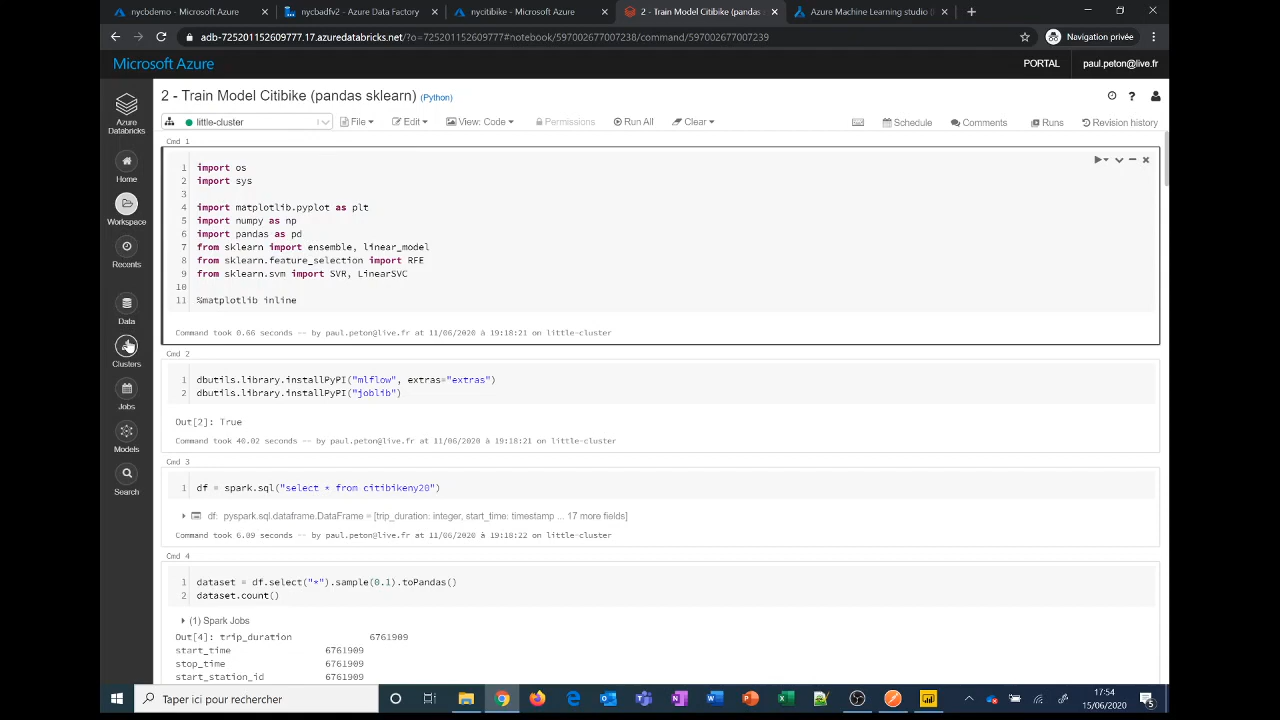 nycbdemo - Microsoft Azure
nycbadfv2 - Azure Data Factory
nycitibike - Microsoft Azure
2 - Train Model Citibike (pandas
Azure Machine Learning studio (
adb-725201152609777.17.azuredatabricks.net/?o=725201152609777#notebook/597002677007238/command/597002677007239
Navigation privée
Microsoft Azure
PORTAL
paul.peton@live.fr
Azure
Databricks
Home
Workspace
Recents
Data
Clusters
Jobs
Models
Search
2 - Train Model Citibike (pandas sklearn) (Python)
little-cluster
File
Edit
View: Code
Permissions
Run All
Clear
Schedule
Comments
Runs
Revision history
Cmd 1
1 import os
2 import sys
3
4 import matplotlib.pyplot as plt
5 import numpy as np
6 import pandas as pd
7 from sklearn import ensemble, linear_model
8 from sklearn.feature_selection import RFE
9 from sklearn.svm import SVR, LinearSVC
10
11 %matplotlib inline
Command took 0.66 seconds -- by paul.peton@live.fr at 11/06/2020 à 19:18:21 on little-cluster
Cmd 2
1 dbutils.library.installPyPI("mlflow", extras="extras")
2 dbutils.library.installPyPI("joblib")
Out[2]: True
Command took 40.02 seconds -- by paul.peton@live.fr at 11/06/2020 à 19:18:21 on little-cluster
Cmd 3
1 df = spark.sql("select * from citibikeny20")
df: pyspark.sql.dataframe.DataFrame = [trip_duration: integer, start_time: timestamp ... 17 more fields]
Command took 6.09 seconds -- by paul.peton@live.fr at 11/06/2020 à 19:18:22 on little-cluster
Cmd 4
1 dataset = df.select("*").sample(0.1).toPandas()
2 dataset.count()
(1) Spark Jobs
Out[4]: trip_duration 6761909
start_time 6761909
stop_time 6761909
start_station_id 6761909
Taper ici pour rechercher
17:54
15/06/2020
5